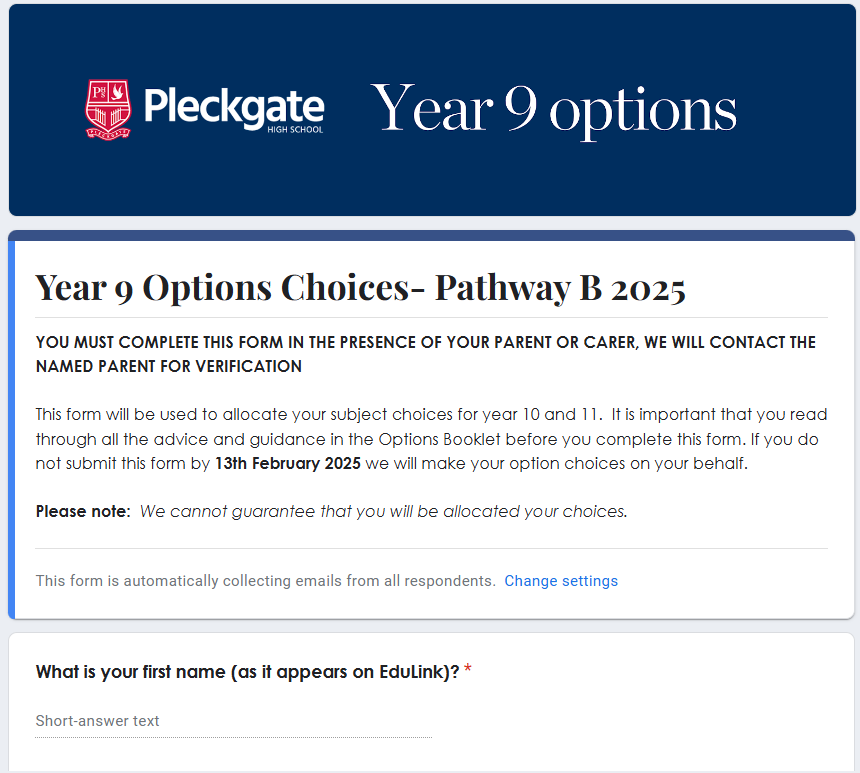 PHS
PLECKGATE
Pleckgate
HIGH SCHOOL
Year 9 options
Year 9 Options Choices- Pathway B 2025
YOU MUST COMPLETE THIS FORM IN THE PRESENCE OF YOUR PARENT OR CARER, WE WILL CONTACT THE
NAMED PARENT FOR VERIFICATION
This form will be used to allocate your subject choices for year 10 and 11.  It is important that you read
through all the advice and guidance in the Options Booklet before you complete this form. If you do
not submit this form by 13th February 2025 we will make your option choices on your behalf.
Please note:  We cannot guarantee that you will be allocated your choices.
This form is automatically collecting emails from all respondents.  Change settings
What is your first name (as it appears on EduLink)? *
Short-answer text